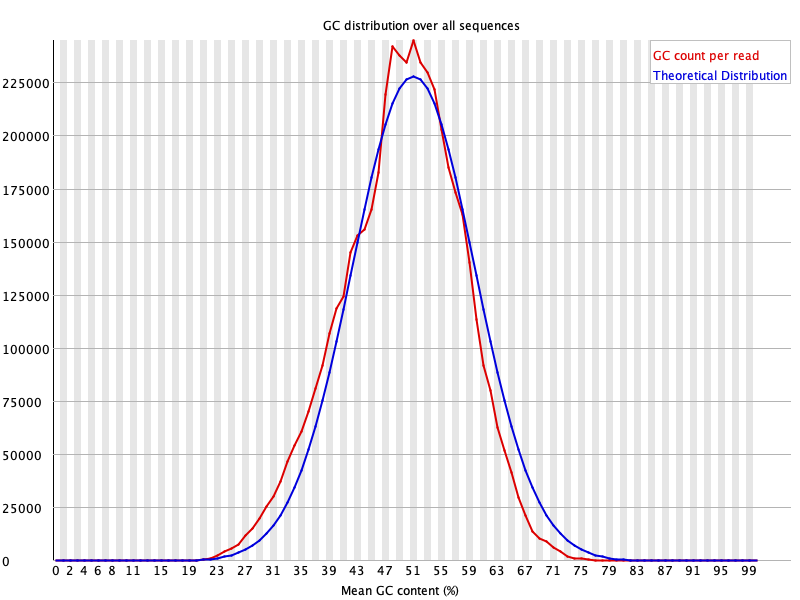 GC distribution over all sequences
GC count per read
Theoretical Distribution
225000
200000
175000
150000
125000
100000
75000
50000
25000
0
0 2 4 6 8 11 15 19 23 27 31 35 39 43 47 51 55 59 63 67 71 75 79 83 87 91 95 99
Mean GC content (%)